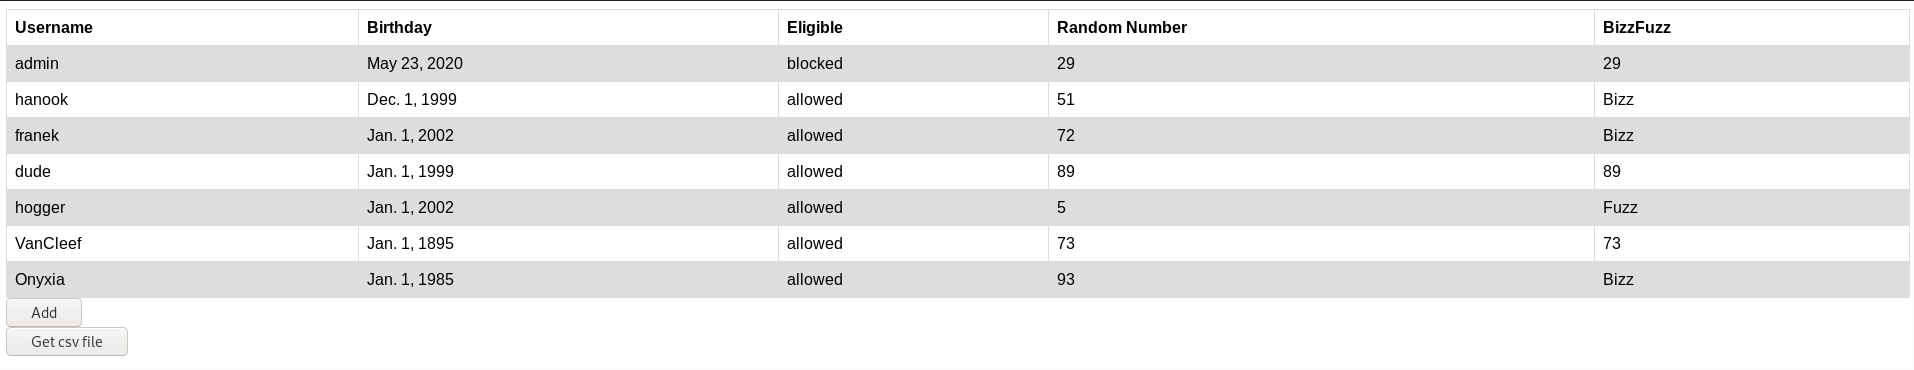 Username Birthday Eligible Random Number BizzFuzz
admin May 23, 2020 blocked 29 29
hanook Dec. 1, 1999 allowed 51 Bizz
franek Jan. 1, 2002 allowed 72 Bizz
dude Jan. 1, 1999 allowed 89 89
hogger Jan. 1, 2002 allowed 5 Fuzz
VanCleef Jan. 1, 1895 allowed 73 73
Onyxia Jan. 1, 1985 allowed 93 Bizz
Add
Get csv file